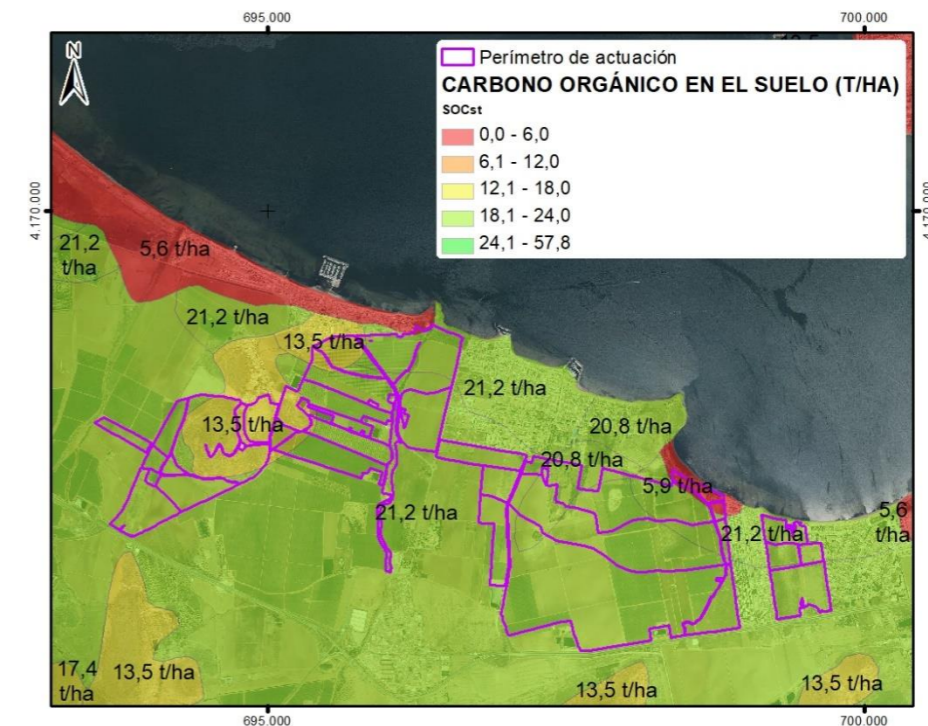 695.000
700.000
N
Perímetro de actuación
CARBONO ORGÁNICO EN EL SUELO (T/HA)
SOCst
0,0 - 6,0
6,1 - 12,0
12,1 - 18,0
18,1 - 24,0
24,1 - 57,8
4.170.000
4.170.000
21,2
t/ha
5,6 t/ha
21,2 t/ha
13,5 t/ha
21,2 t/ha
13,5 t/ha
20,8 t/ha
20,8 t/ha
5,9 t/ha
21,2 t/ha
21,2 t/ha
5,6
t/ha
17,4
t/ha
13,5 t/ha
13,5 t/ha
13,5 t/ha
695.000
700.000